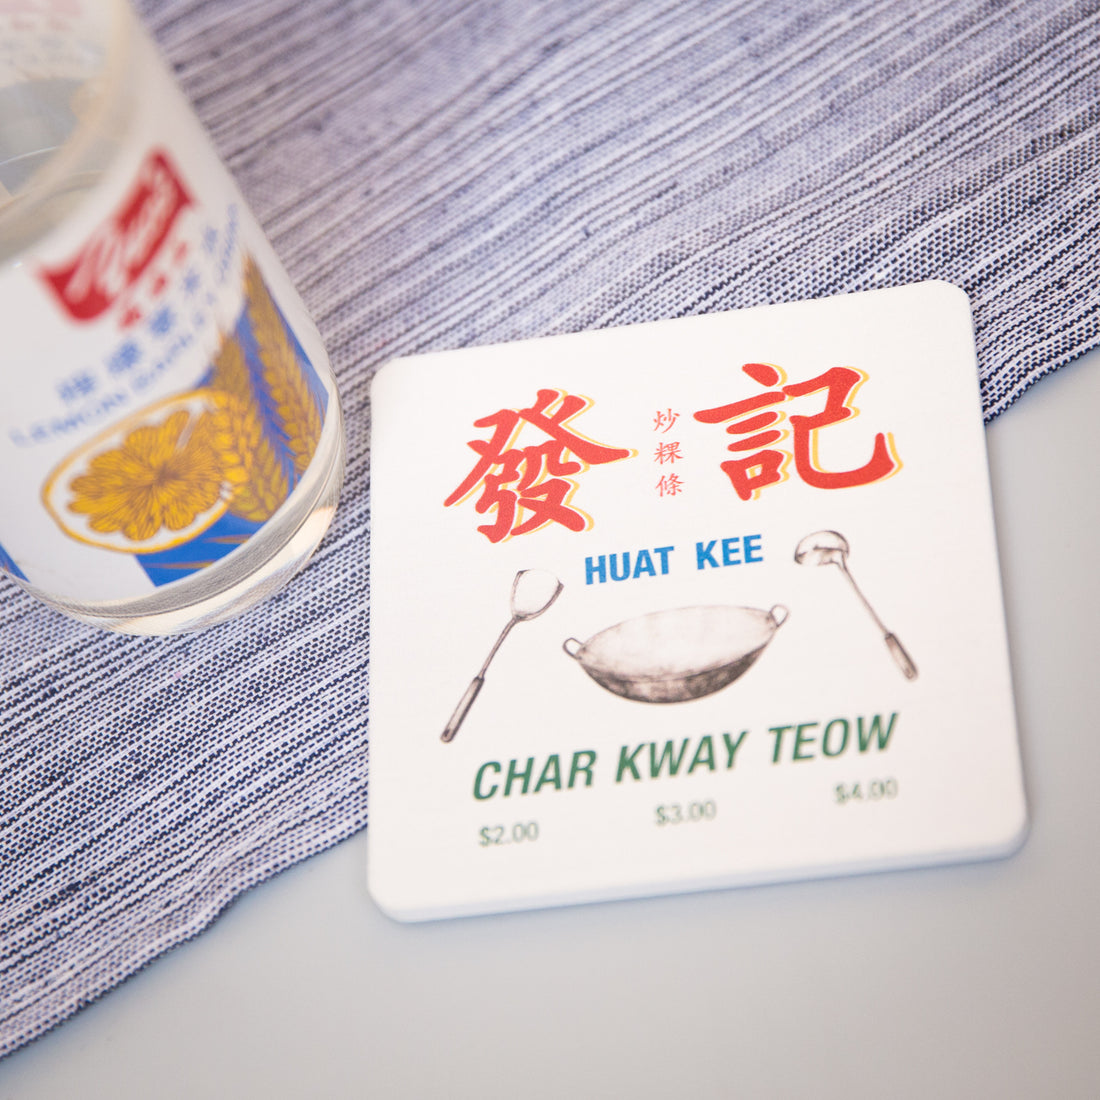 發記
炒粿條
HUAT KEE
CHAR KWAY TEOW
$2.00 $3.00 $4.00
LEMON BARLEY